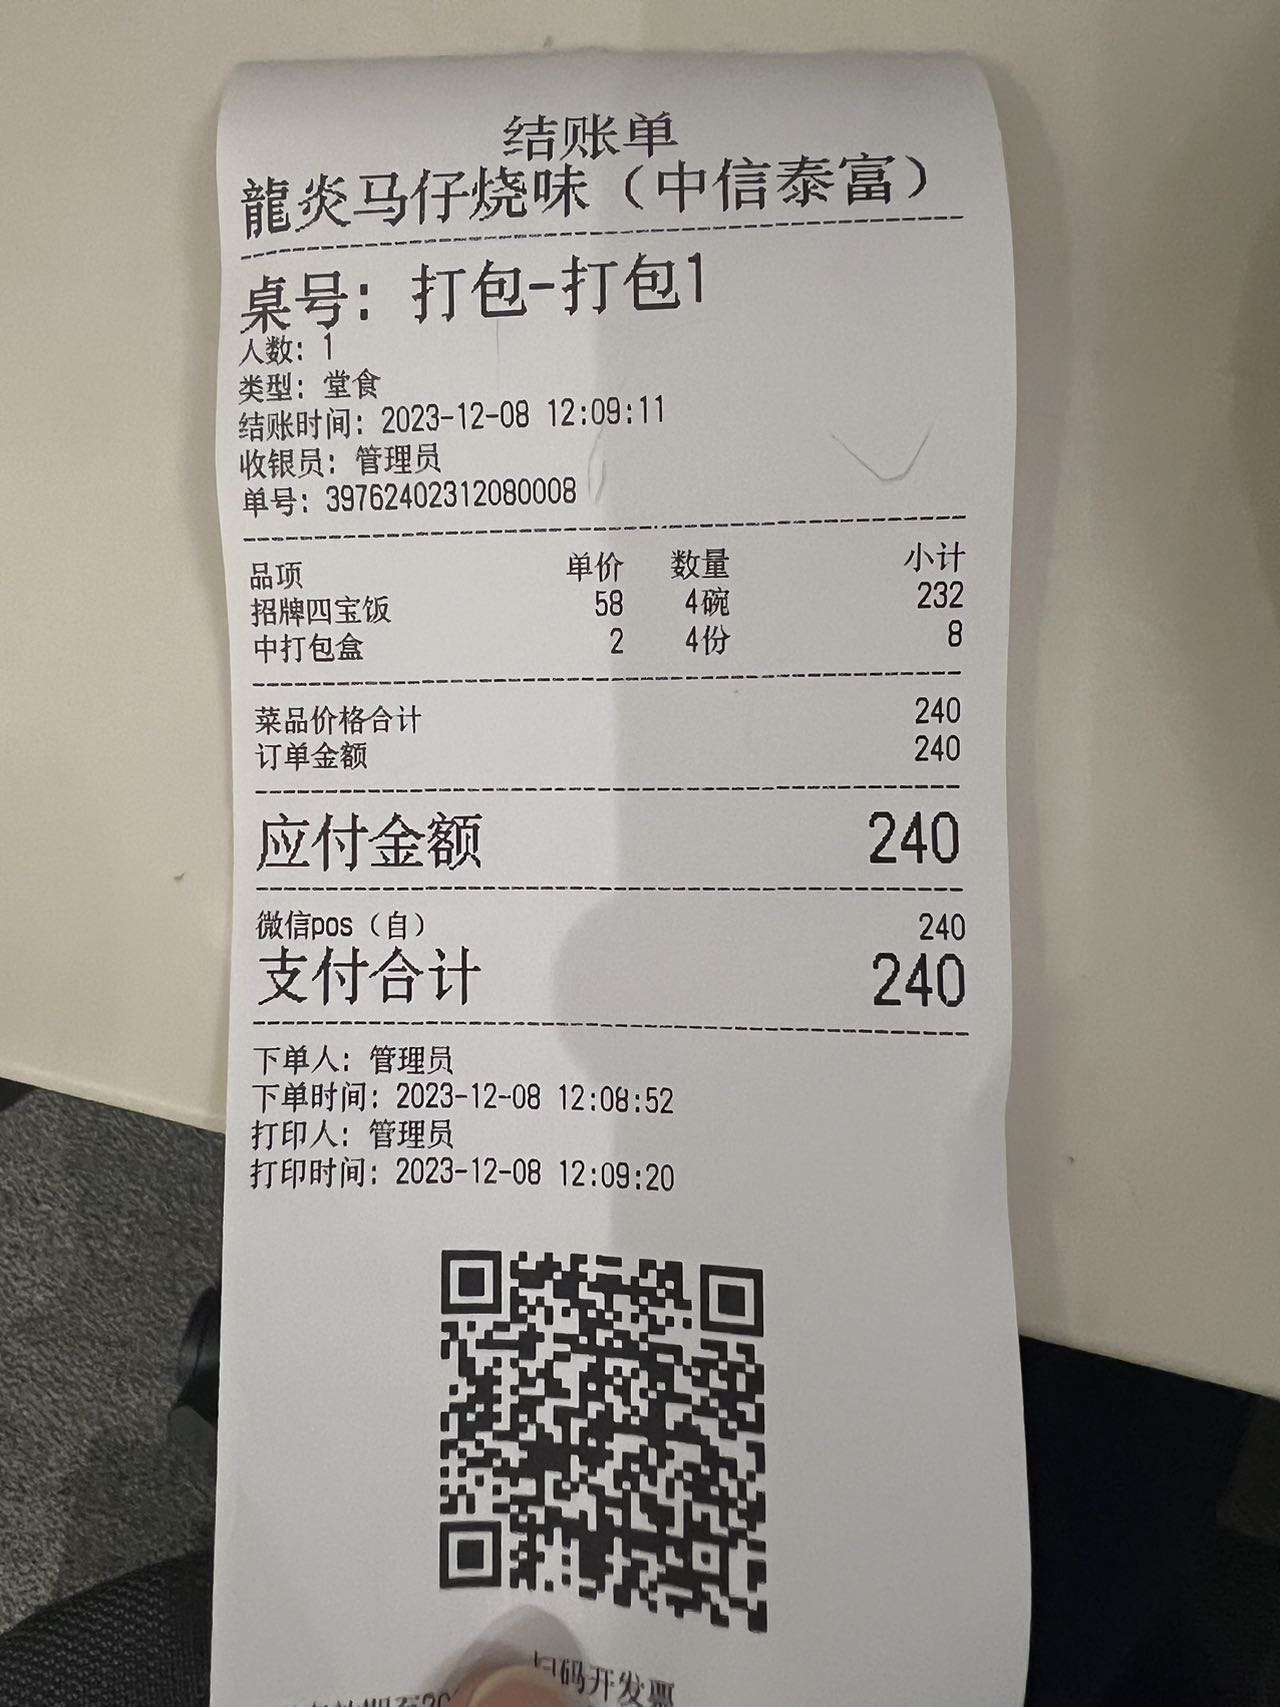 结账单
龍炎马仔烧味（中信泰富）
桌号：打包-打包1
人数：1
类型：堂食
结账时间：2023-12-08 12:09:11
收银员：管理员
单号：39762402312080008
品项 单价 数量 小计
招牌四宝饭 58 4碗 232
中打包盒 2 4份 8
菜品价格合计 240
订单金额 240
应付金额 240
微信pos（自） 240
支付合计 240
下单人：管理员
下单时间：2023-12-08 12:08:52
打印人：管理员
打印时间：2023-12-08 12:09:20
码开发票